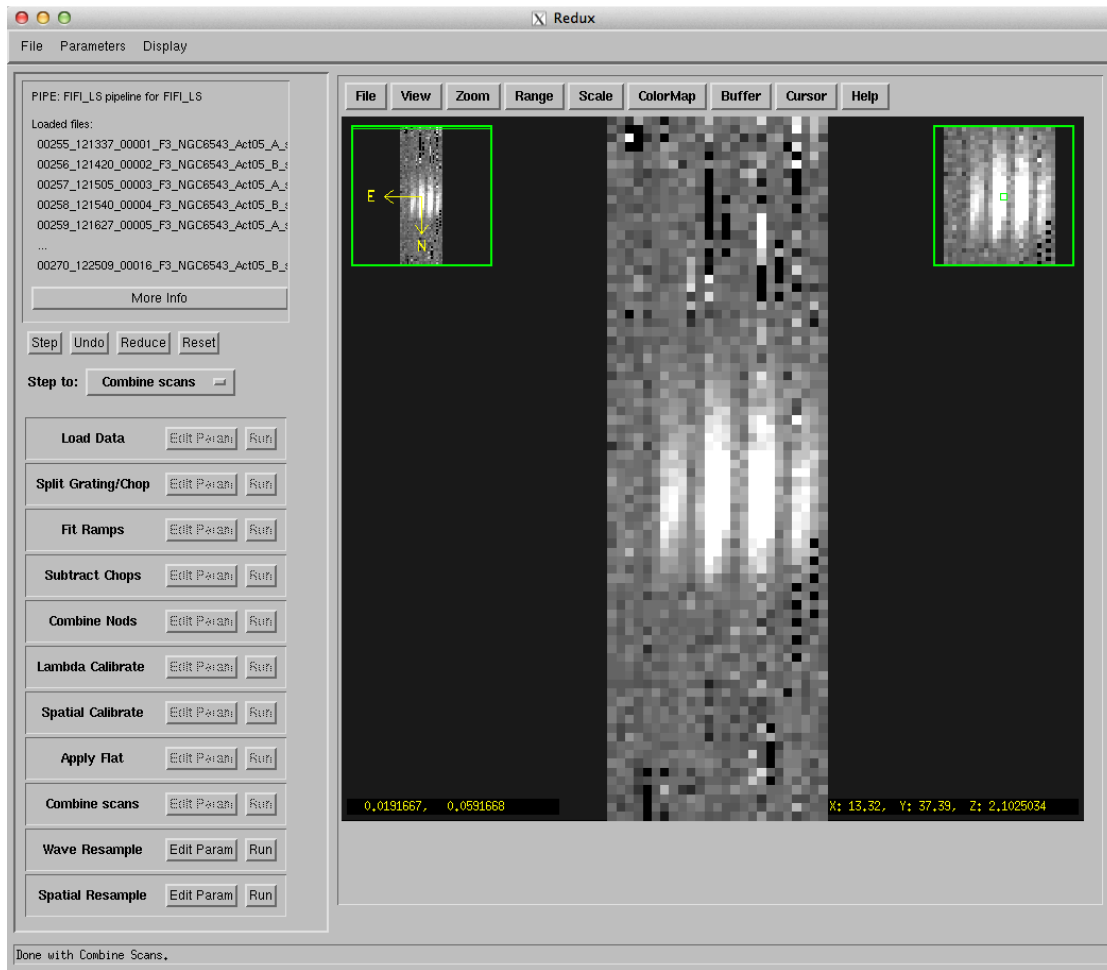 X Redux
File Parameters Display
PIPE: FIFI_LS pipeline for FIFI_LS
Loaded files:
00255_121337_00001_F3_NGC6543_Act05_A_s
00256_121420_00002_F3_NGC6543_Act05_B_s
00257_121505_00003_F3_NGC6543_Act05_A_s
00258_121540_00004_F3_NGC6543_Act05_B_s
00259_121627_00005_F3_NGC6543_Act05_A_s
...
00270_122509_00016_F3_NGC6543_Act05_B_s
More Info
Step Undo Reduce Reset
Step to: Combine scans
Load Data Edit Param Run
Split Grating/Chop Edit Param Run
Fit Ramps Edit Param Run
Subtract Chops Edit Param Run
Combine Nods Edit Param Run
Lambda Calibrate Edit Param Run
Spatial Calibrate Edit Param Run
Apply Flat Edit Param Run
Combine scans Edit Param Run
Wave Resample Edit Param Run
Spatial Resample Edit Param Run
File View Zoom Range Scale ColorMap Buffer Cursor Help
E
N
0.0191667, 0.0591668
X: 13.32, Y: 37.39, Z: 2.1025034
Done with Combine Scans.